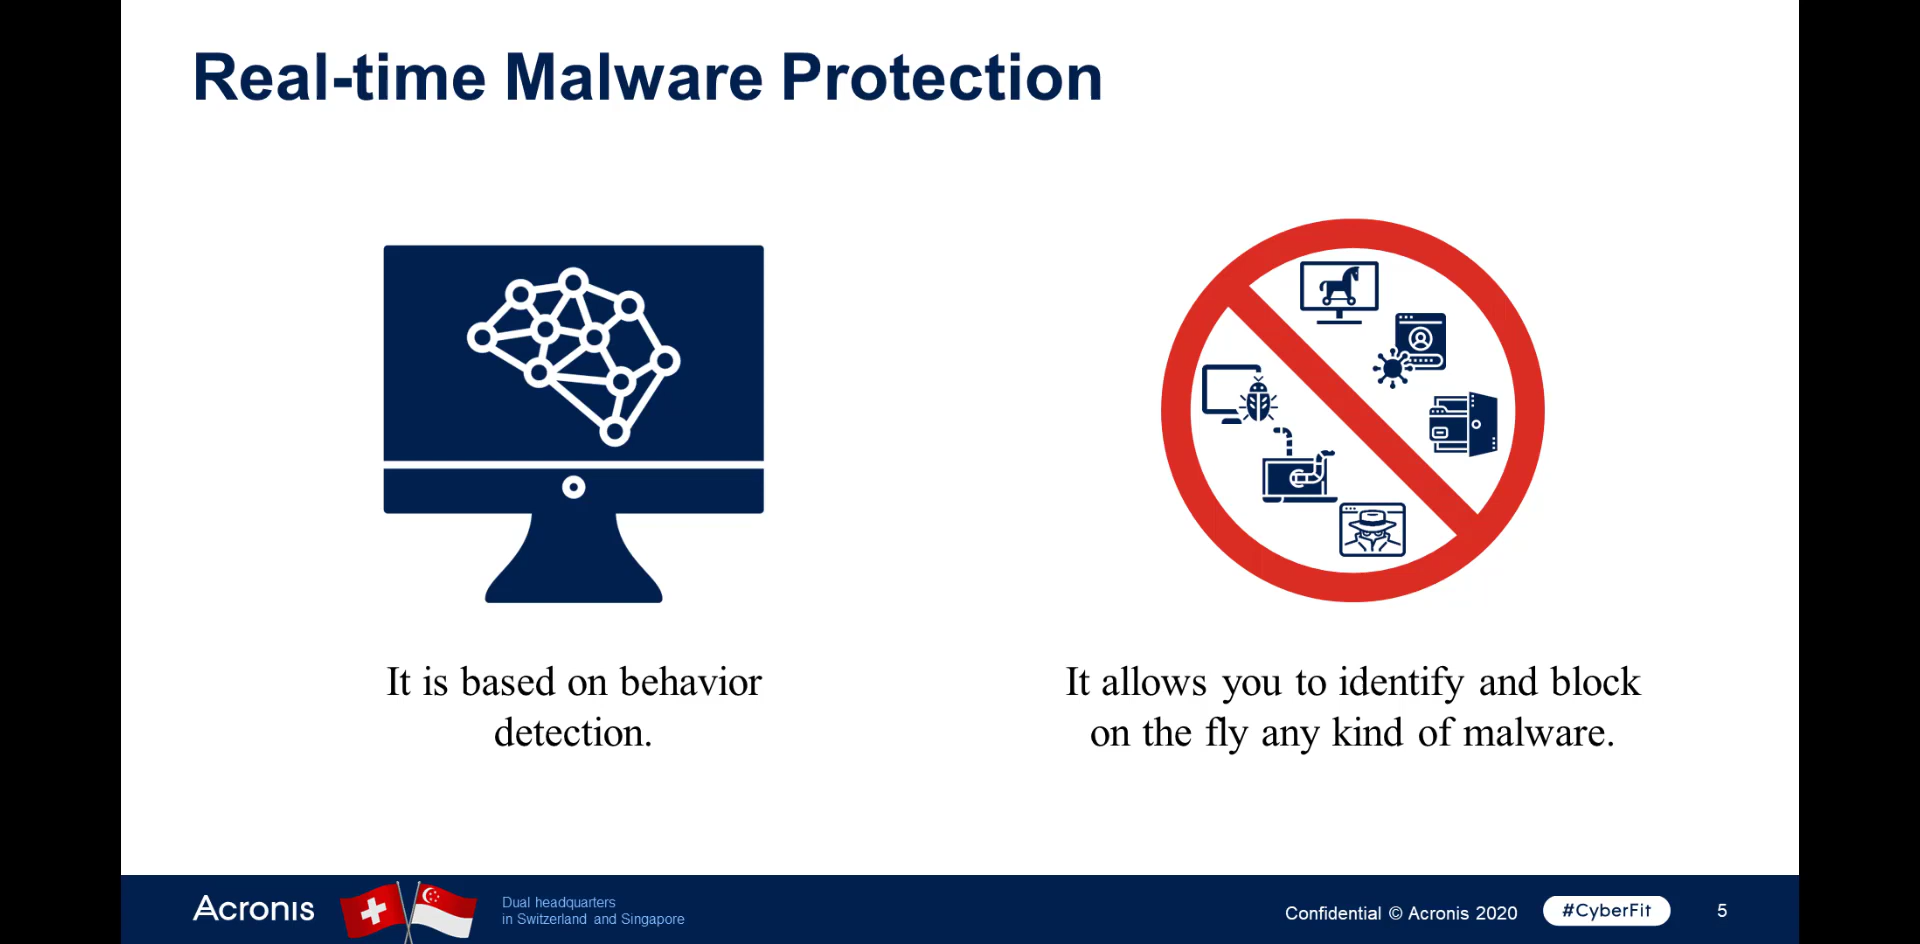 Real-time Malware Protection
It is based on behavior
detection.
It allows you to identify and block
on the fly any kind of malware.
Acronis
Dual headquarters
in Switzerland and Singapore
Confidential © Acronis 2020
#CyberFit
5